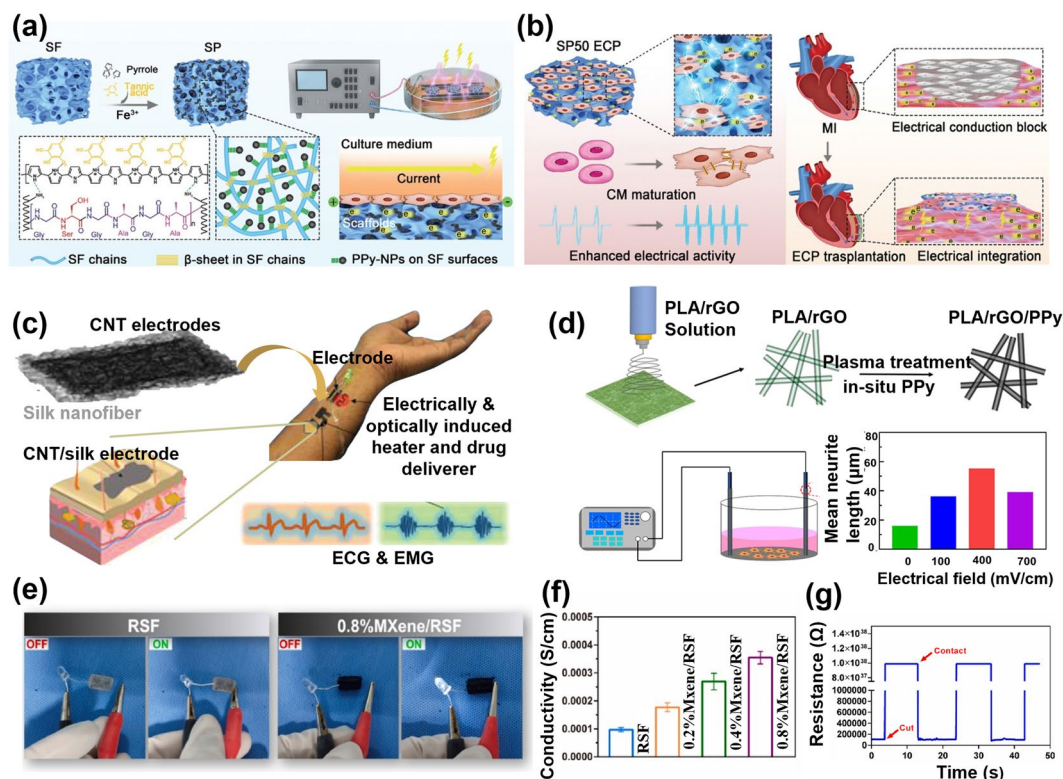 (a)
SF
SP
Pyrrole
Tannic
acid
Fe³⁺
Gly
Ser
Gly
Ala
Gly
Ala
Culture medium
Current
Scaffolds
SF chains
β-sheet in SF chains
PPy-NPs on SF surfaces
(b)
SP50 ECP
CM maturation
Enhanced electrical activity
MI
Electrical conduction block
ECP trasplantation
Electrical integration
(c)
CNT electrodes
Silk nanofiber
CNT/silk electrode
Electrode
Electrically &
optically induced
heater and drug
deliverer
ECG & EMG
(d)
PLA/rGO
Solution
PLA/rGO
Plasma treatment
in-situ PPy
PLA/rGO/PPy
Mean neurite
length (μm)
80
60
40
20
0
100
400
700
Electrical field (mV/cm)
(e)
RSF
OFF
ON
0.8%MXene/RSF
OFF
ON
(f)
Conductivity (S/cm)
0.0005
0.0004
0.0003
0.0002
0.0001
0.0000
RSF
0.2%Mxene/RSF
0.4%Mxene/RSF
0.8%Mxene/RSF
(g)
Resistance (Ω)
1.4×10³⁸
1.2×10³⁸
1.0×10³⁸
8.0×10³⁷
1000000
800000
600000
400000
200000
0
Contact
Cut
0
10
20
30
40
50
Time (s)